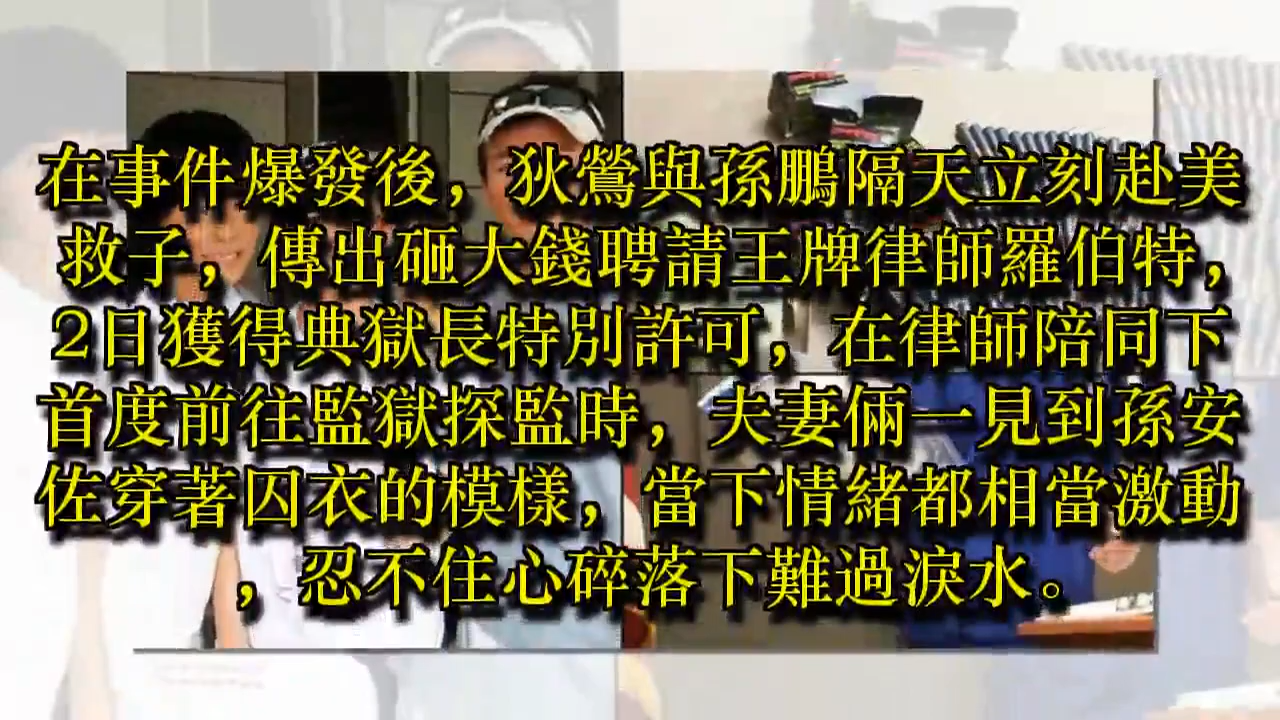 在事件爆發後，狄鶯與孫鵬隔天立刻赴美
救子，傳出砸大錢聘請王牌律師羅伯特，
2日獲得典獄長特別許可，在律師陪同下
首度前往監獄探監時，夫妻倆一見到孫安
佐穿著囚衣的模樣，當下情緒都相當激動
，忍不住心碎落下難過淚水。